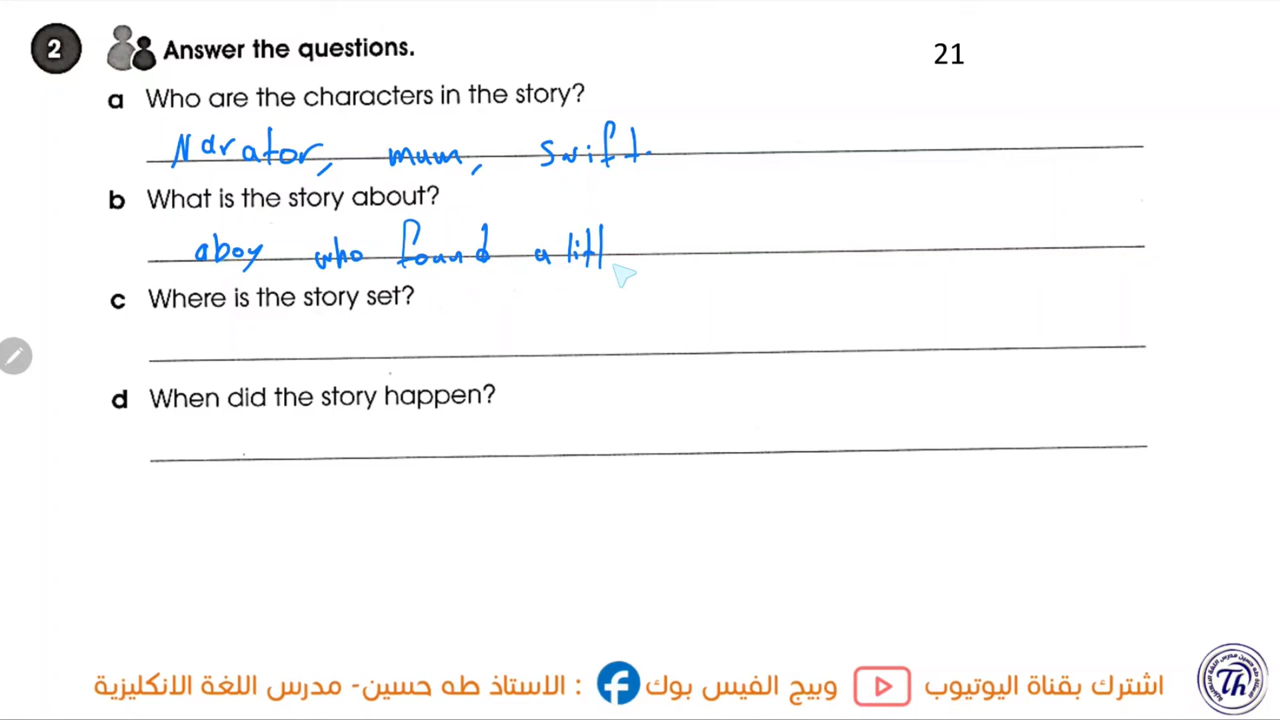 2 Answer the questions. 21
a Who are the characters in the story?
Narator, mum, swift.
b What is the story about?
aboy who found a littl
c Where is the story set?
d When did the story happen?
اشترك بقناة اليوتيوب وبيج الفيس بوك : الاستاذ طه حسين- مدرس اللغة الانكليزية
Th